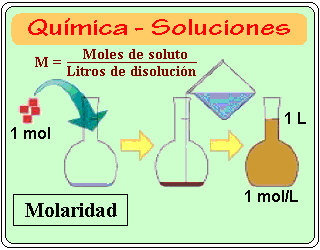 Química - Soluciones
M = Moles de soluto
Litros de disolución
1 mol
1 L
1 mol/L
Molaridad